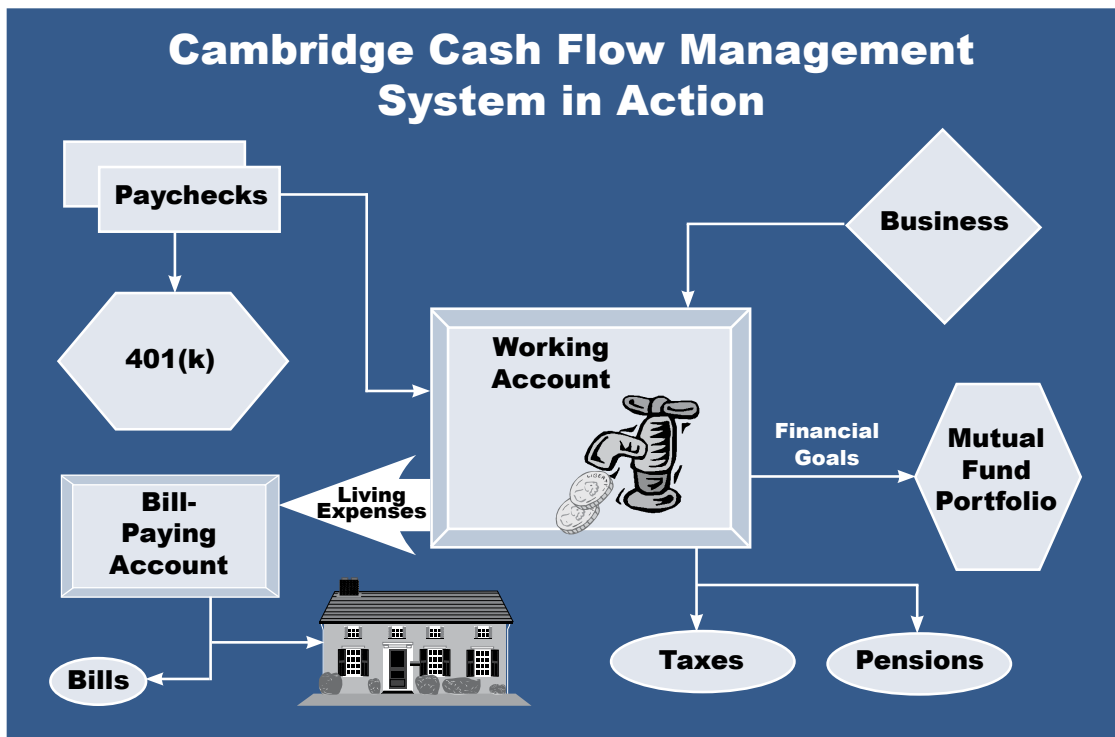 Cambridge Cash Flow Management
System in Action
Paychecks
Business
401(k)
Working
Account
Financial
Goals
Mutual
Fund
Portfolio
Living
Expenses
Bill-
Paying
Account
Bills
Taxes
Pensions